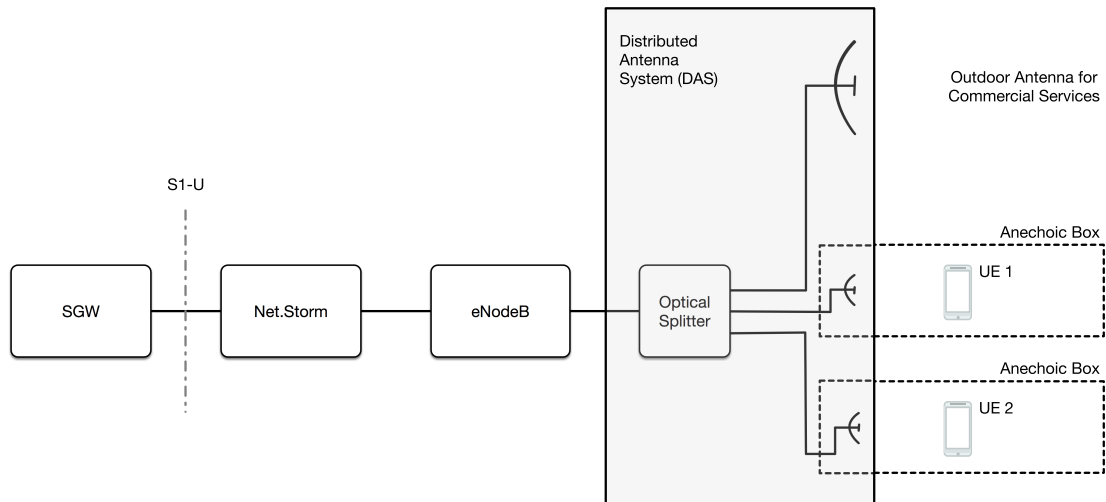 Distributed
Antenna
System (DAS)
Outdoor Antenna for
Commercial Services
S1-U
Anechoic Box
UE 1
SGW
Net.Storm
eNodeB
Optical
Splitter
Anechoic Box
UE 2